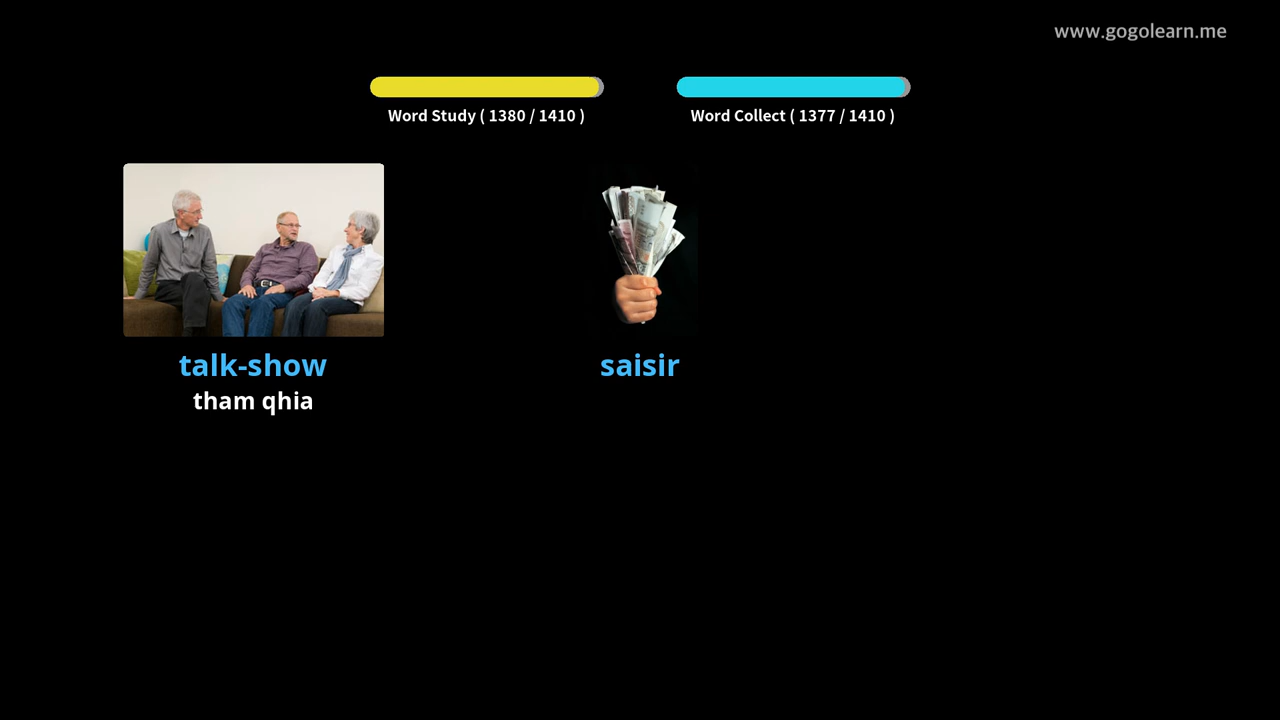 www.gogolearn.me
Word Study ( 1380 / 1410 )
Word Collect ( 1377 / 1410 )
talk-show
tham qhia
saisir